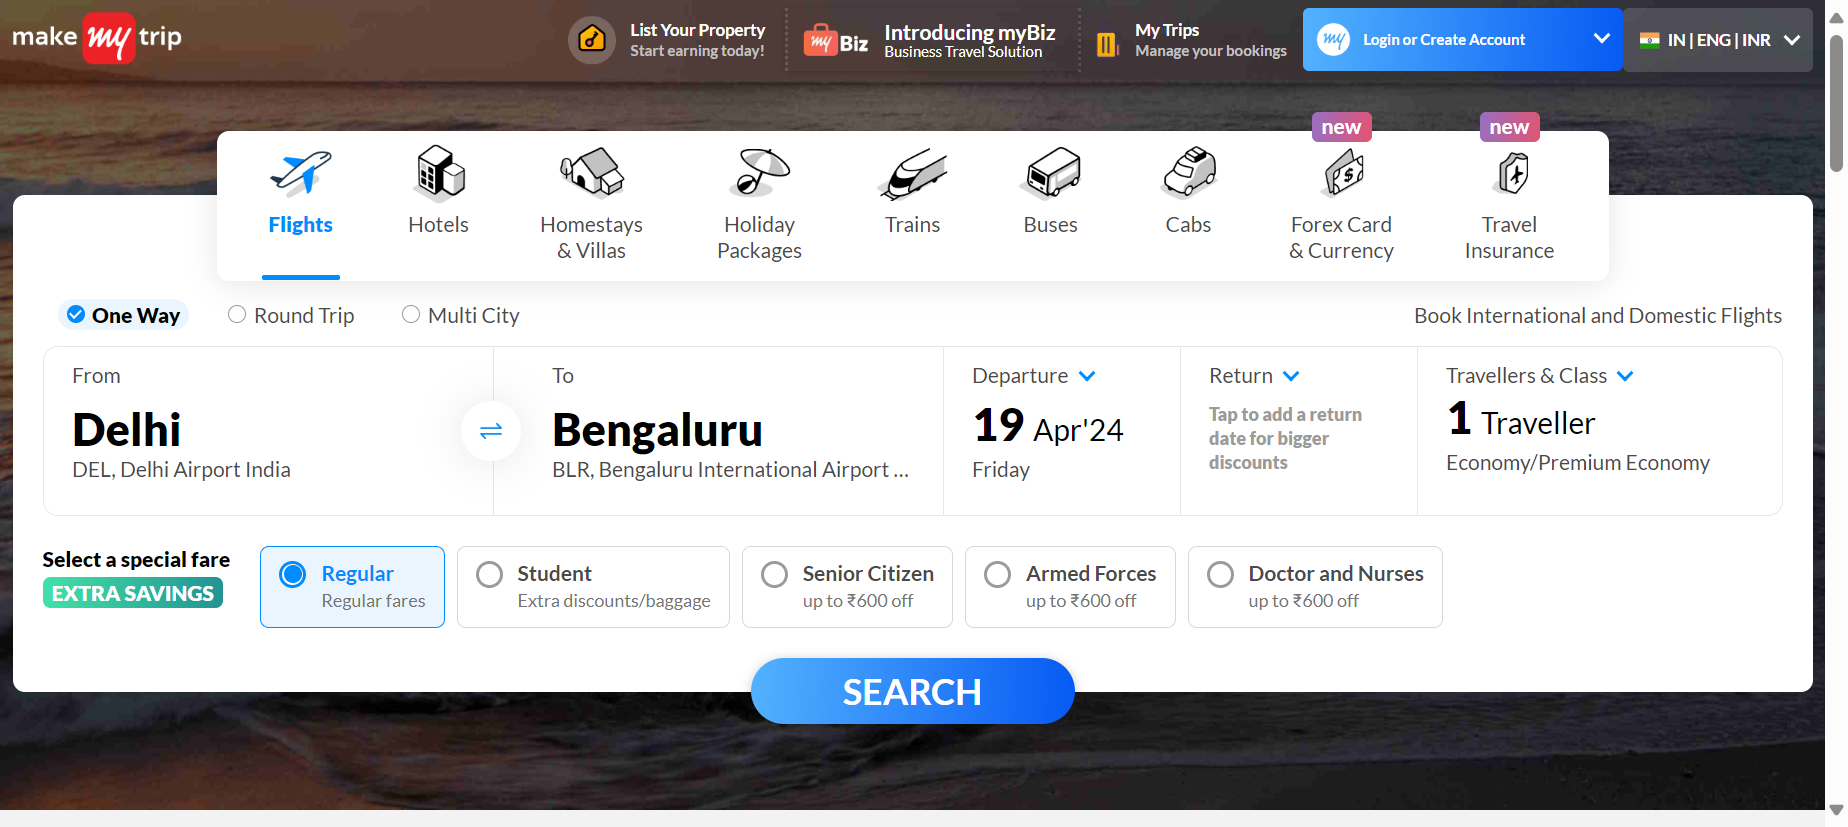 make my trip
List Your Property
Start earning today!
my Biz
Introducing myBiz
Business Travel Solution
My Trips
Manage your bookings
my Login or Create Account
IN | ENG | INR
new
new
Flights
Hotels
Homestays
& Villas
Holiday
Packages
Trains
Buses
Cabs
Forex Card
& Currency
Travel
Insurance
One Way
Round Trip
Multi City
Book International and Domestic Flights
From
Delhi
DEL, Delhi Airport India
To
Bengaluru
BLR, Bengaluru International Airport ...
Departure
19 Apr'24
Friday
Return
Tap to add a return
date for bigger
discounts
Travellers & Class
1 Traveller
Economy/Premium Economy
Select a special fare
EXTRA SAVINGS
Regular
Regular fares
Student
Extra discounts/baggage
Senior Citizen
up to ₹600 off
Armed Forces
up to ₹600 off
Doctor and Nurses
up to ₹600 off
SEARCH